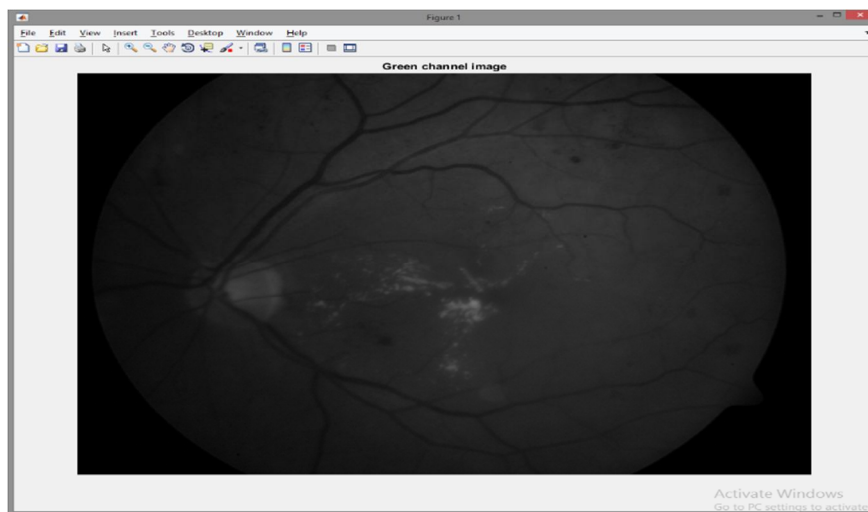 Figure 1
File Edit View Insert Tools Desktop Window Help
Green channel image
Activate Windows
Go to PC settings to activate